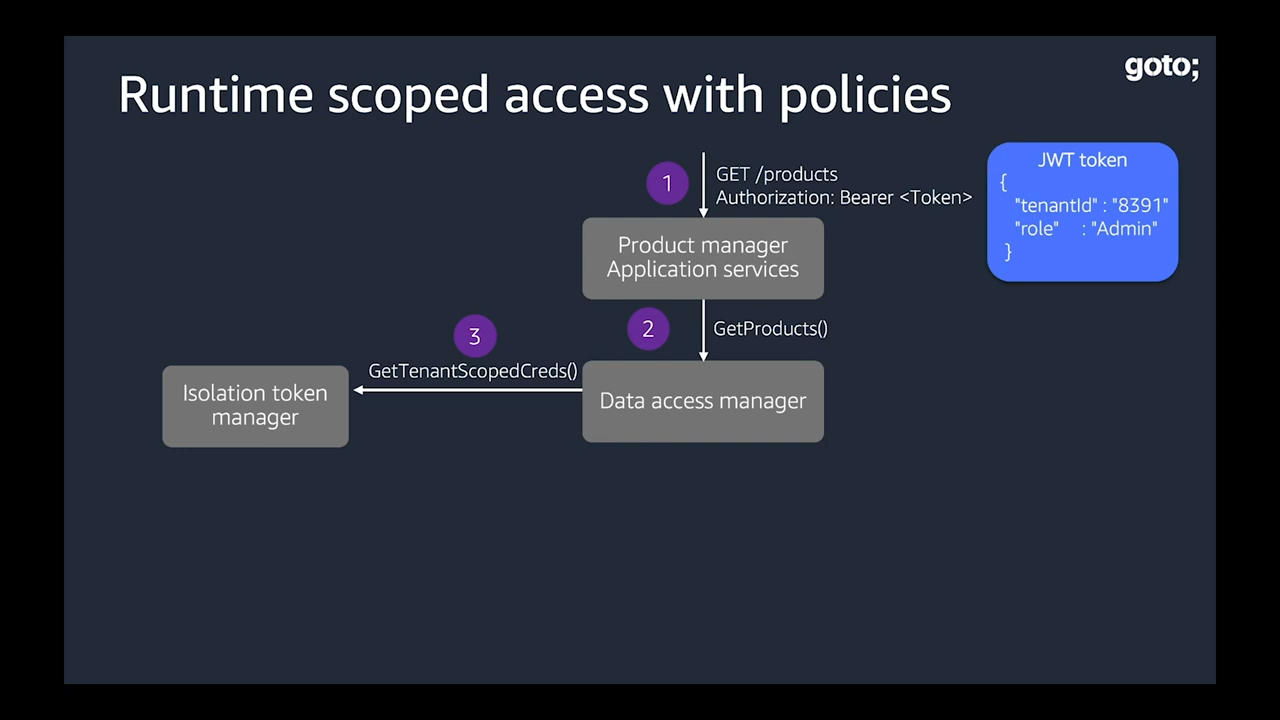 goto;
Runtime scoped access with policies
JWT token
{
"tenantId" : "8391"
"role" : "Admin"
}
1
GET /products
Authorization: Bearer <Token>
Product manager
Application services
2
GetProducts()
3
GetTenantScopedCreds()
Isolation token
manager
Data access manager